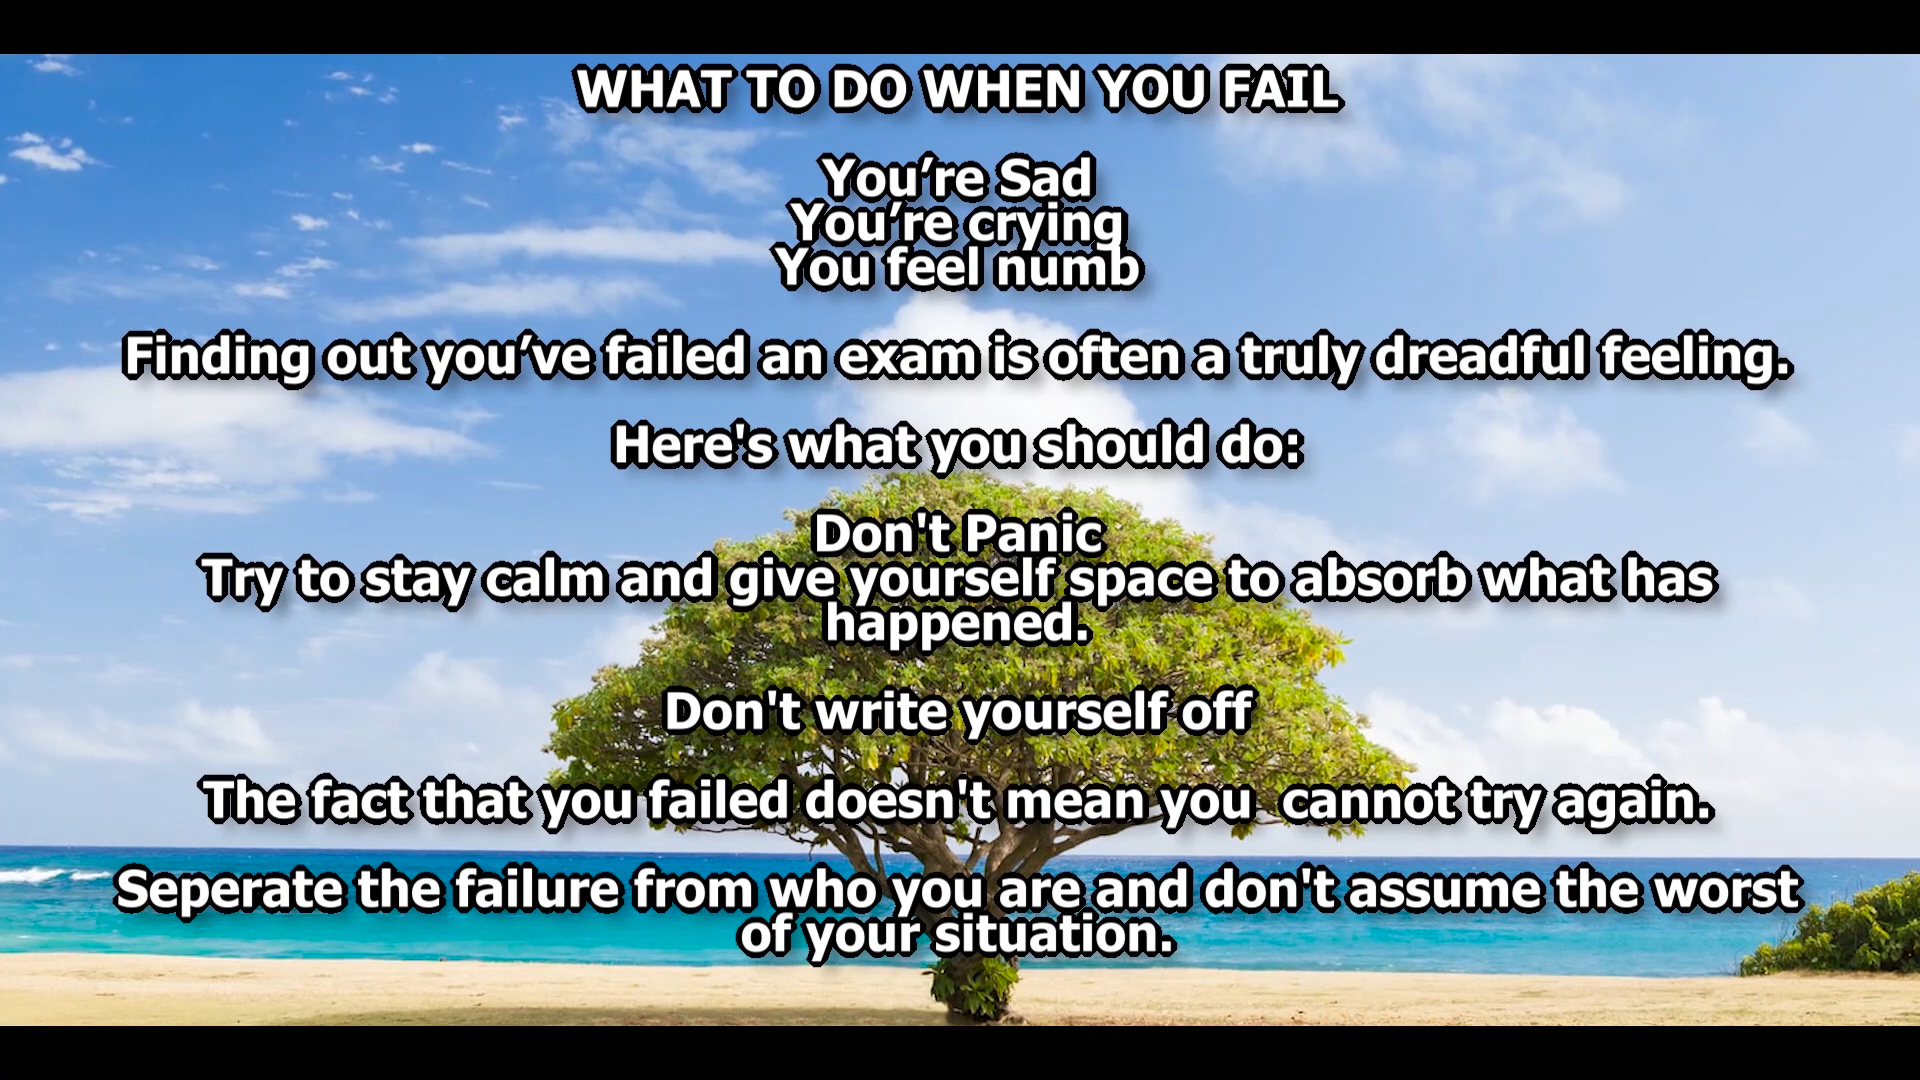 WHAT TO DO WHEN YOU FAIL
You’re Sad
You’re crying
You feel numb
Finding out you’ve failed an exam is often a truly dreadful feeling.
Here's what you should do:
Don't Panic
Try to stay calm and give yourself space to absorb what has
happened.
Don't write yourself off
The fact that you failed doesn't mean you  cannot try again.
Seperate the failure from who you are and don't assume the worst
of your situation.